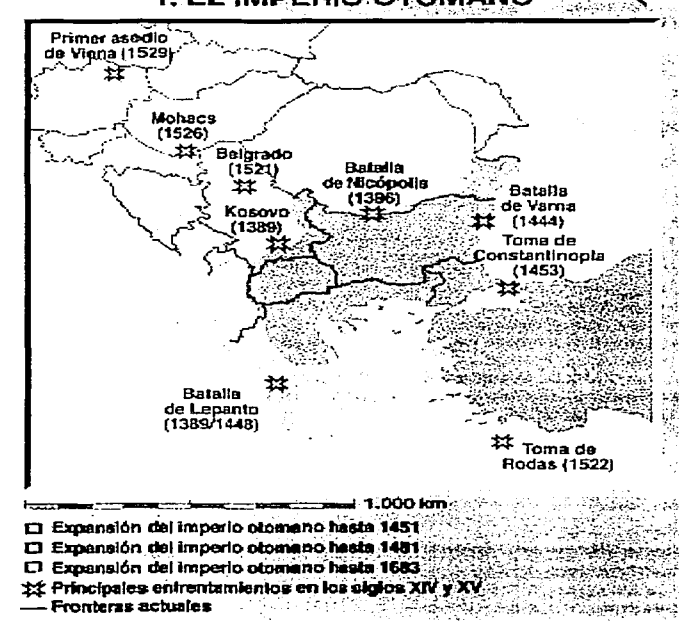 1. EL IMPERIO OTOMANO
Primer asedio
de Viena (1529)
Mohacs
(1526)
Belgrado
(1521)
Batalla
de Nicópolis
(1396)
Batalla
de Varna
(1444)
Kosovo
(1389)
Toma de
Constantinopla
(1453)
Batalla
de Lepanto
(1389/1448)
Toma de
Rodas (1522)
1.000 km
Expansión del imperio otomano hasta 1451
Expansión del imperio otomano hasta 1481
Expansión del imperio otomano hasta 1683
Principales enfrentamientos en los siglos XIV y XV
Fronteras actuales